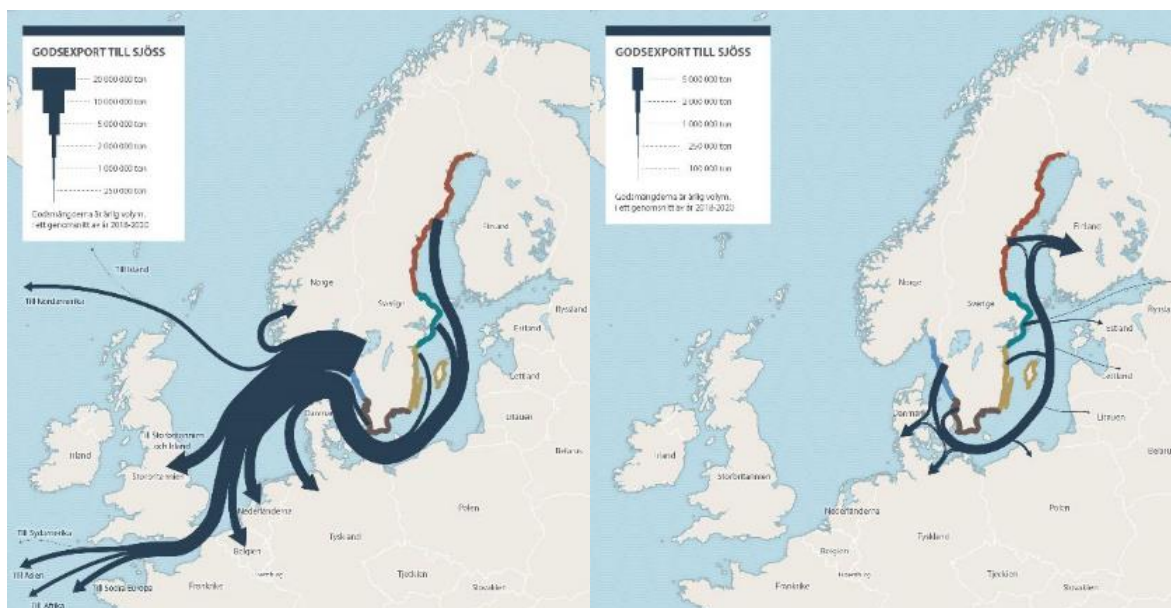 GODSEXPORT TILL SJÖSS
20 000 000 ton
10 000 000 ton
5 000 000 ton
2 000 000 ton
1 000 000 ton
250 000 ton
Godsmängderna är årlig volym,
i ett genomsnitt av år 2018-2020
Till Island
Till Nordamerika
Norge
Sverige
Finland
Estland
Ryssland
Lettland
Litauen
Belarus
Danmark
Till Storbritannien
och Irland
Irland
Storbritannien
Nederländerna
Polen
Tyskland
Belgien
Till Sydamerika
Till Asien
Till Afrika
Till Södra Europa
Frankrike
Tjeckien
Slovakien
GODSEXPORT TILL SJÖSS
5 000 000 ton
2 000 000 ton
1 000 000 ton
250 000 ton
100 000 ton
Godsmängderna är årlig volym,
i ett genomsnitt av år 2018-2020
Norge
Sverige
Finland
Estland
Lettland
Litauen
Danmark
Irland
Storbritannien
Nederländerna
Polen
Tyskland
Belgien
Frankrike
Tjeckien
Slovakien